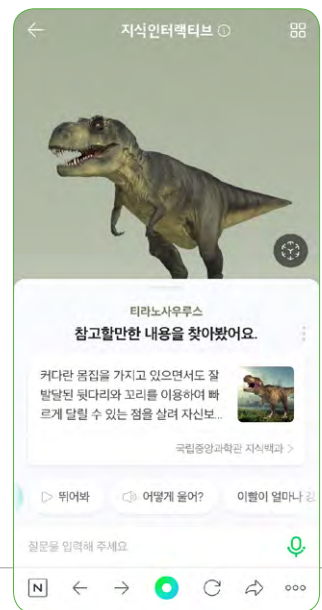 지식인터랙티브
티라노사우루스
참고할만한 내용을 찾아봤어요.
커다란 몸집을 가지고 있으면서도 잘
발달된 뒷다리와 꼬리를 이용하여 빠
르게 달릴 수 있는 점을 살려 자신보...
국립중앙과학관 지식백과 >
뛰어봐 어떻게 울어? 이빨이 얼마나 강
질문을 입력해 주세요
N